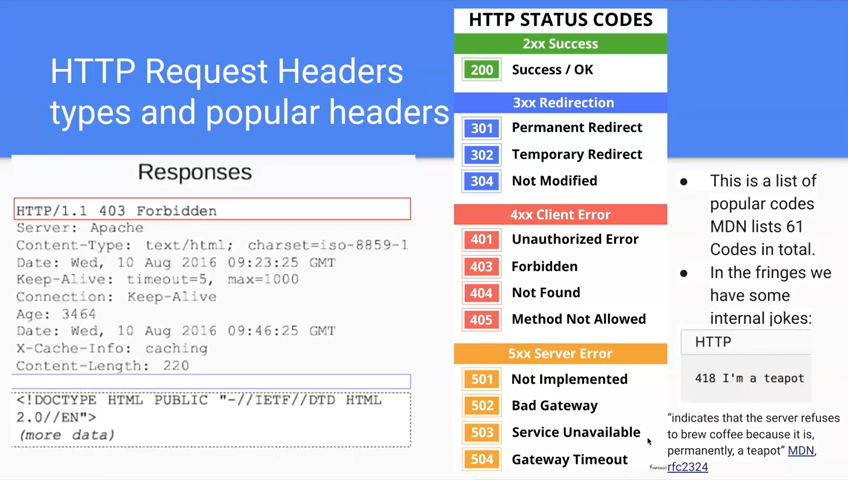 HTTP Request Headers
types and popular headers
Responses
HTTP/1.1 403 Forbidden
Server: Apache
Content-Type: text/html; charset=iso-8859-1
Date: Wed, 10 Aug 2016 09:23:25 GMT
Keep-Alive: timeout=5, max=1000
Connection: Keep-Alive
Age: 3464
Date: Wed, 10 Aug 2016 09:46:25 GMT
X-Cache-Info: caching
Content-Length: 220
<!DOCTYPE HTML PUBLIC "-//IETF//DTD HTML
2.0//EN">
(more data)
HTTP STATUS CODES
2xx Success
200 Success / OK
3xx Redirection
301 Permanent Redirect
302 Temporary Redirect
304 Not Modified
4xx Client Error
401 Unauthorized Error
403 Forbidden
404 Not Found
405 Method Not Allowed
5xx Server Error
501 Not Implemented
502 Bad Gateway
503 Service Unavailable
504 Gateway Timeout
● This is a list of
popular codes
MDN lists 61
Codes in total.
● In the fringes we
have some
internal jokes:
HTTP
418 I'm a teapot
“indicates that the server refuses
to brew coffee because it is,
permanently, a teapot” MDN,
rfc2324